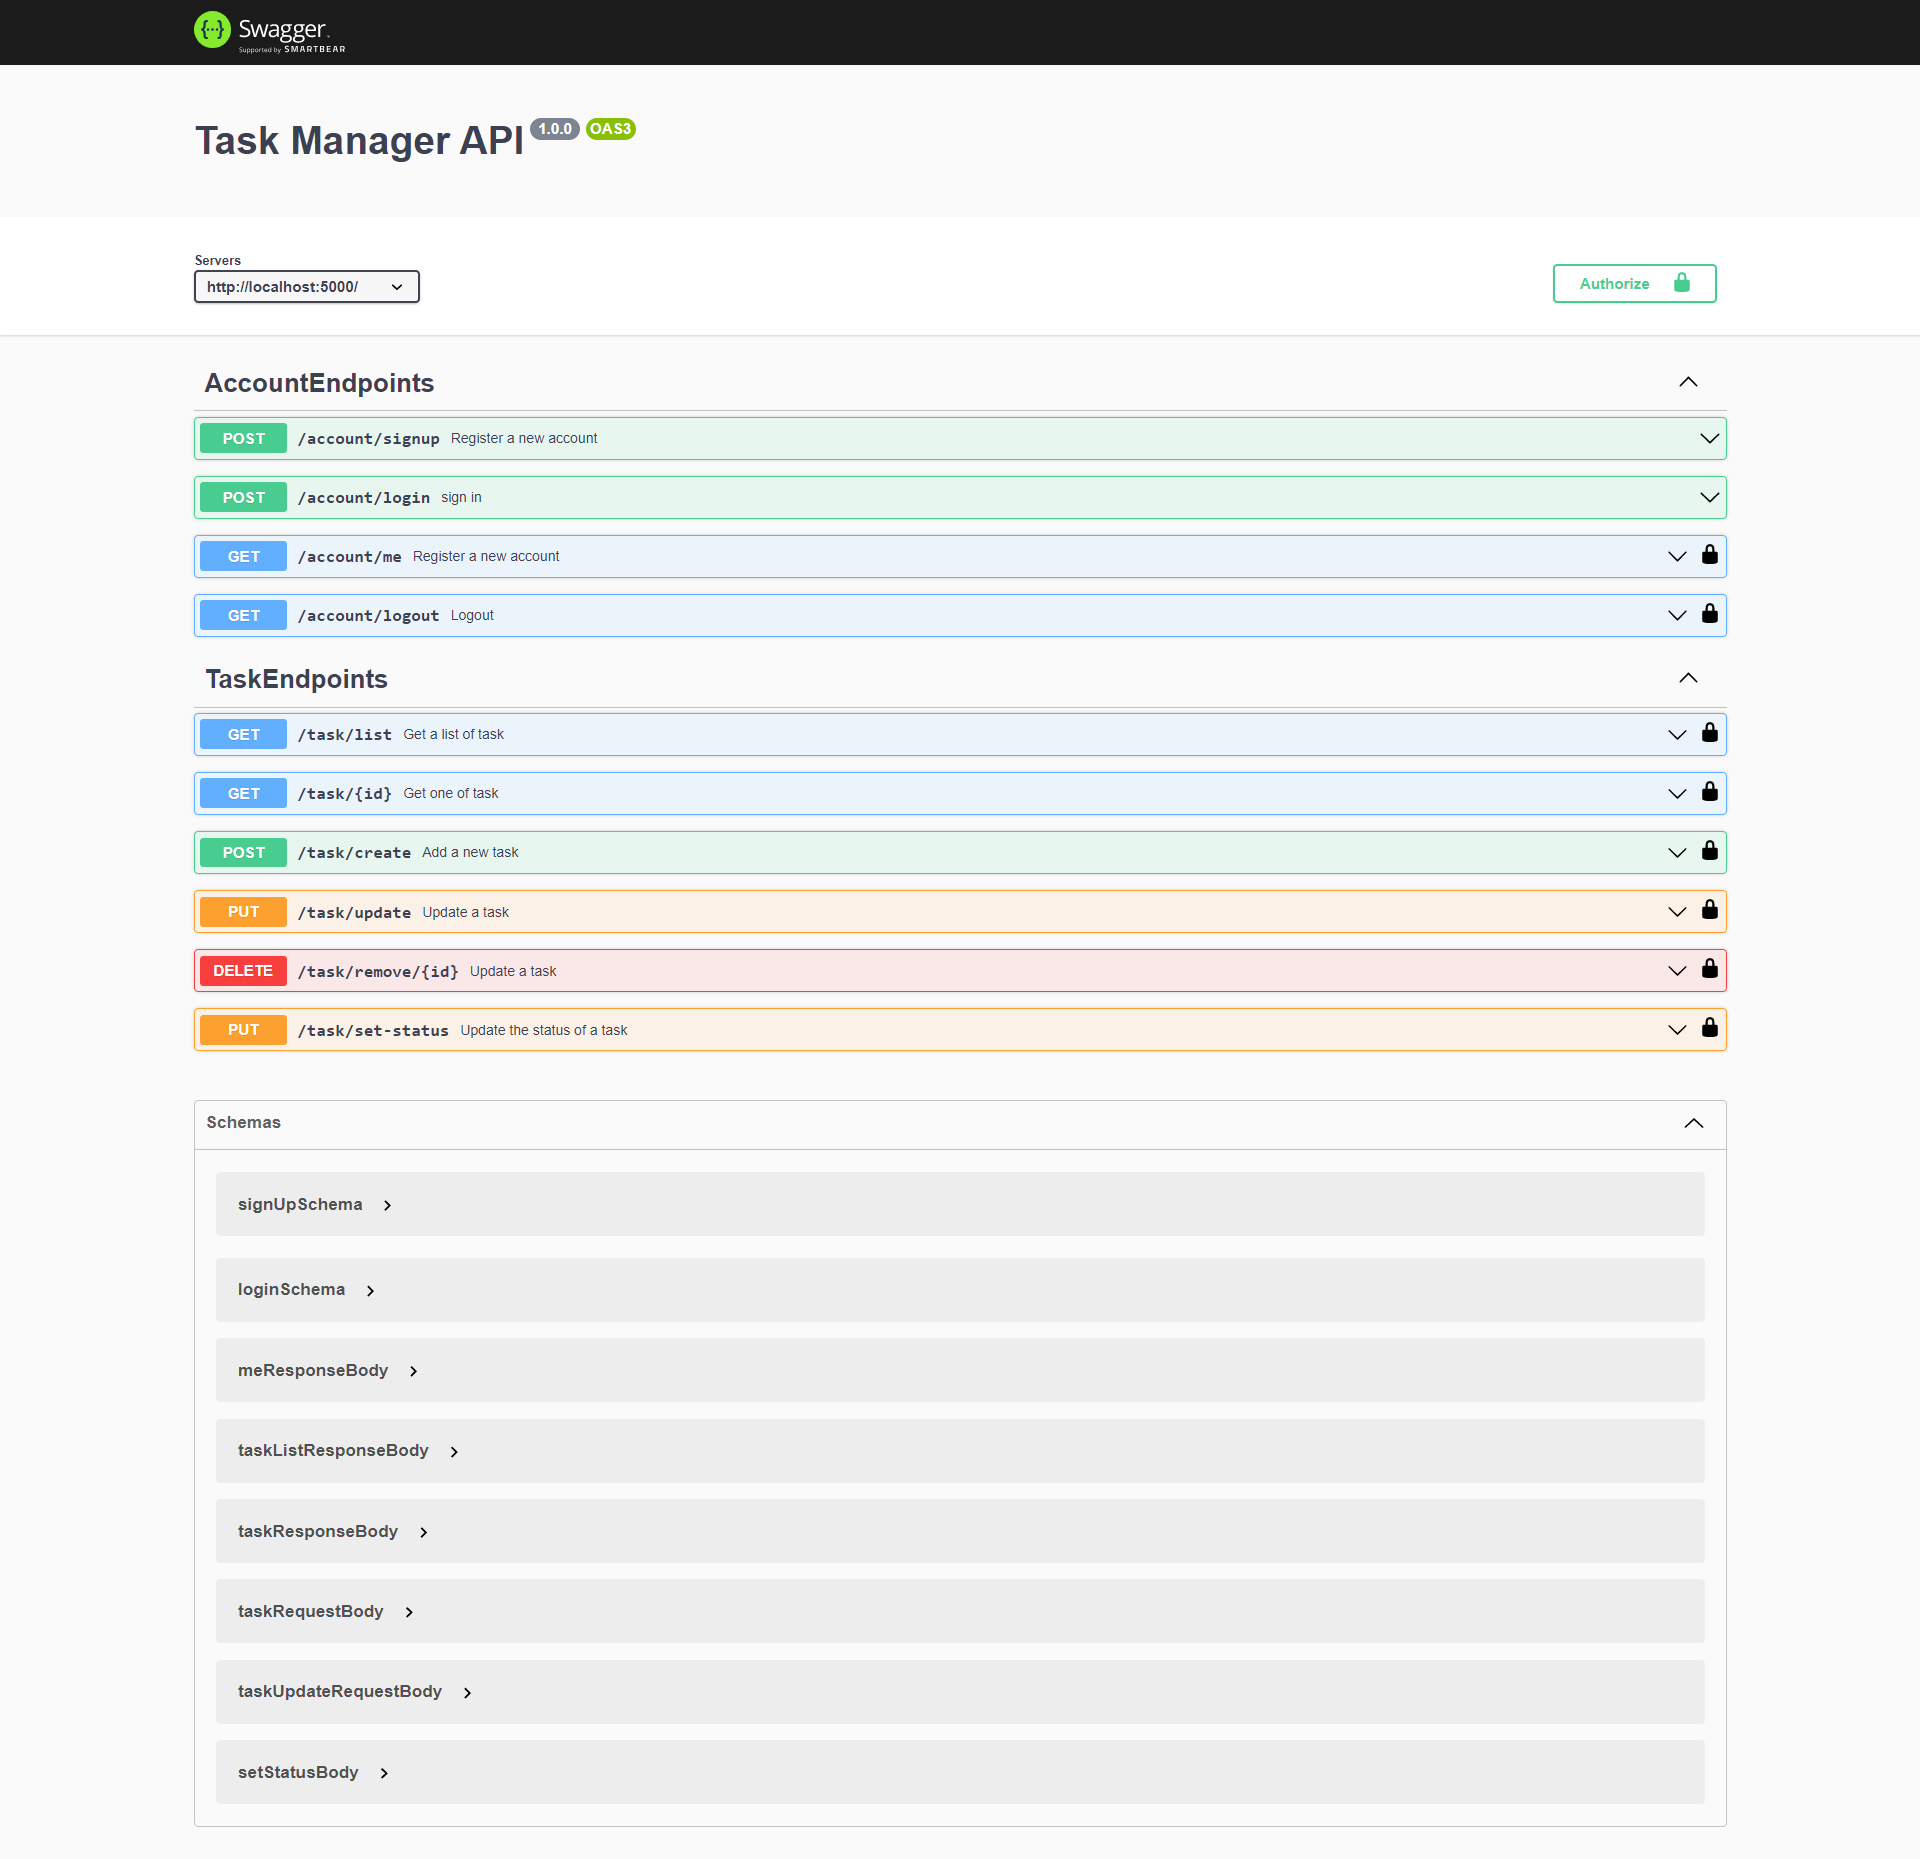 {···} Swagger.
Supported by SMARTBEAR
Task Manager API 1.0.0 OAS3
Servers
http://localhost:5000/
Authorize
AccountEndpoints
POST /account/signup Register a new account
POST /account/login sign in
GET /account/me Register a new account
GET /account/logout Logout
TaskEndpoints
GET /task/list Get a list of task
GET /task/{id} Get one of task
POST /task/create Add a new task
PUT /task/update Update a task
DELETE /task/remove/{id} Update a task
PUT /task/set-status Update the status of a task
Schemas
signUpSchema
loginSchema
meResponseBody
taskListResponseBody
taskResponseBody
taskRequestBody
taskUpdateRequestBody
setStatusBody